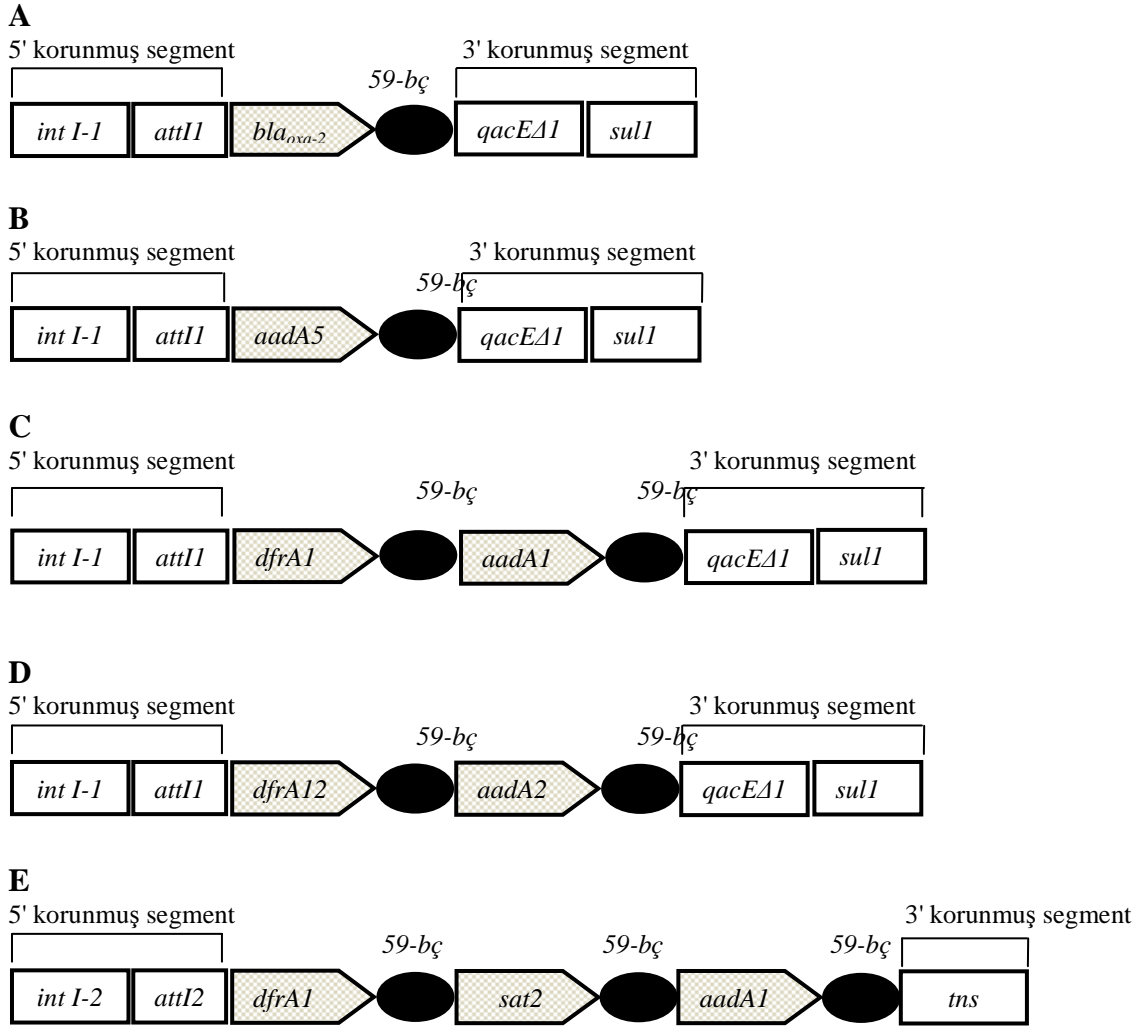 A
5' korunmuş segment 3' korunmuş segment
59-bç
int I-1 attI1 bla oxa-2 qacEΔ1 sul1
B
5' korunmuş segment 3' korunmuş segment
59-bç
int I-1 attI1 aadA5 qacEΔ1 sul1
C
5' korunmuş segment 3' korunmuş segment
59-bç 59-bç
int I-1 attI1 dfrA1 aadA1 qacEΔ1 sul1
D
5' korunmuş segment 3' korunmuş segment
59-bç 59-bç
int I-1 attI1 dfrA12 aadA2 qacEΔ1 sul1
E
5' korunmuş segment 3' korunmuş segment
59-bç 59-bç 59-bç
int I-2 attI2 dfrA1 sat2 aadA1 tns